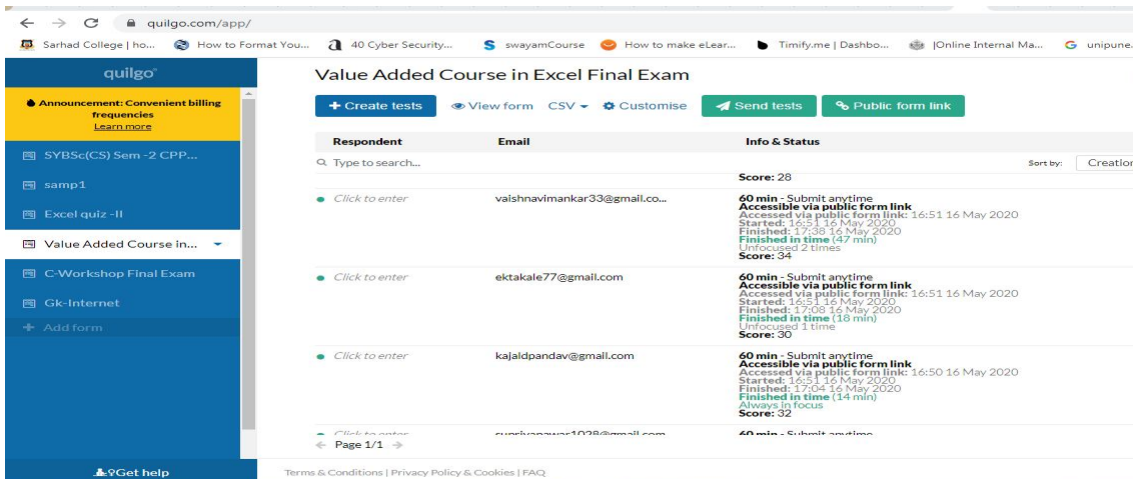 quilgo.com/app/
Sarhad College | ho... How to Format You... 40 Cyber Security... swayamCourse How to make eLear... Timify.me | Dashbo... |Online Internal Ma... unipune.
quilgo
Announcement: Convenient billing
frequencies
Learn more
SYBSc(CS) Sem -2 CPP...
samp1
Excel quiz -II
Value Added Course in...
C-Workshop Final Exam
Gk-Internet
+ Add form
Get help
Value Added Course in Excel Final Exam
+ Create tests View form CSV Customise Send tests Public form link
Respondent Email Info & Status
Type to search... Sort by: Creation
Score: 28
Click to enter vaishnavimankar33@gmail.co... 60 min - Submit anytime
Accessible via public form link
Accessed via public form link: 16:51 16 May 2020
Started: 16:51 16 May 2020
Finished: 17:38 16 May 2020
Finished in time (47 min)
Unfocused 2 times
Score: 34
Click to enter ektakale77@gmail.com 60 min - Submit anytime
Accessible via public form link
Accessed via public form link: 16:51 16 May 2020
Started: 16:51 16 May 2020
Finished: 17:08 16 May 2020
Finished in time (18 min)
Unfocused 1 time
Score: 30
Click to enter kajaldpandav@gmail.com 60 min - Submit anytime
Accessible via public form link
Accessed via public form link: 16:50 16 May 2020
Started: 16:51 16 May 2020
Finished: 17:04 16 May 2020
Finished in time (14 min)
Always in focus
Score: 32
Click to enter supriyapawar1028@gmail.com 60 min - Submit anytime
Page 1/1
Terms & Conditions | Privacy Policy & Cookies | FAQ